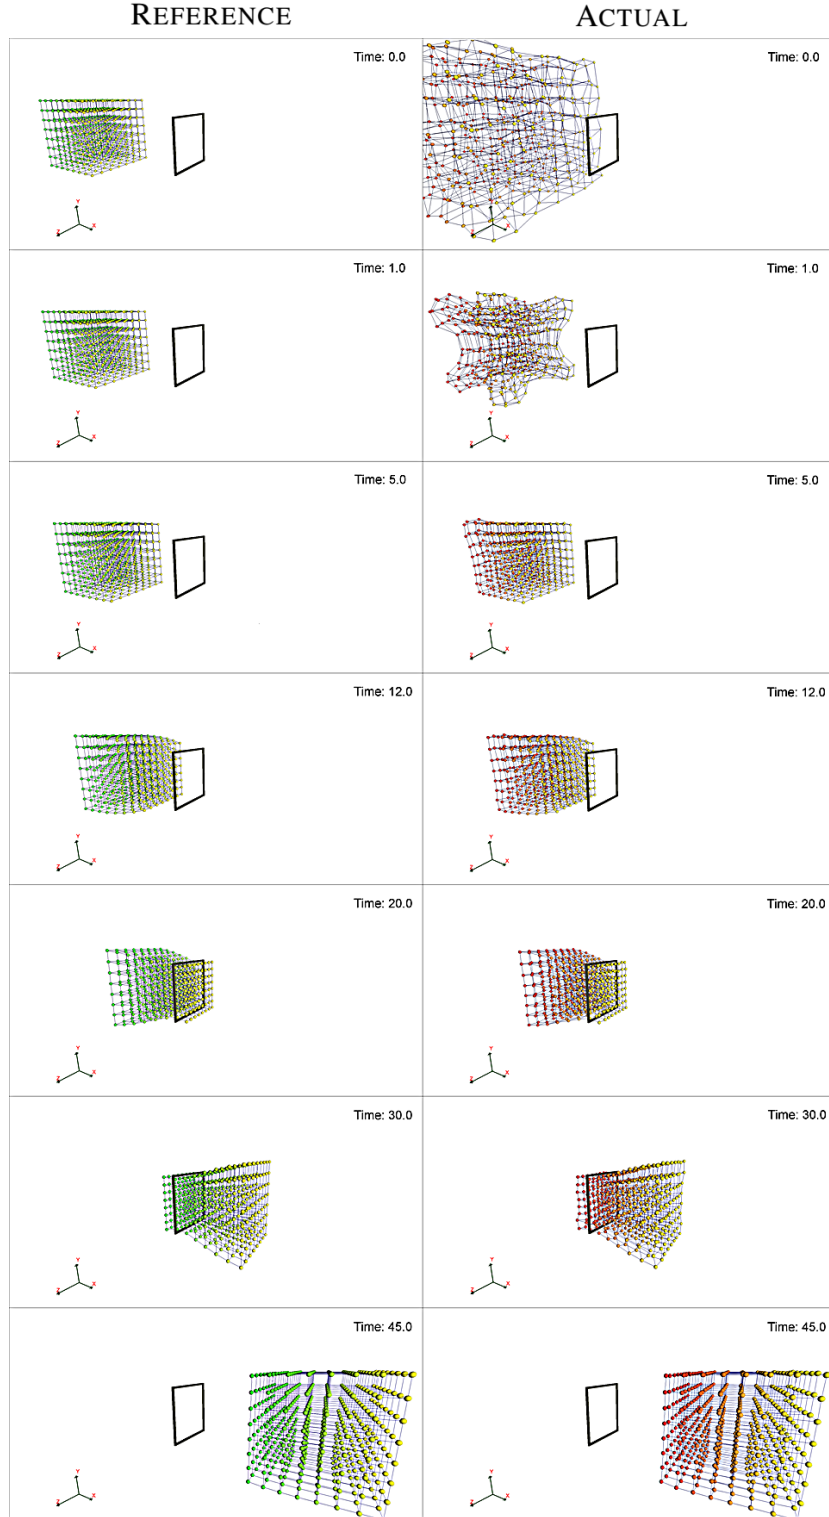 REFERENCE ACTUAL
Time: 0.0 Time: 0.0
Y Y
Z X Z X
Time: 1.0 Time: 1.0
Y Y
Z X Z X
Time: 5.0 Time: 5.0
Y Y
Z X Z X
Time: 12.0 Time: 12.0
Y Y
Z X Z X
Time: 20.0 Time: 20.0
Y Y
Z X Z X
Time: 30.0 Time: 30.0
Y Y
Z X Z X
Time: 45.0 Time: 45.0
Y Y
Z X Z X